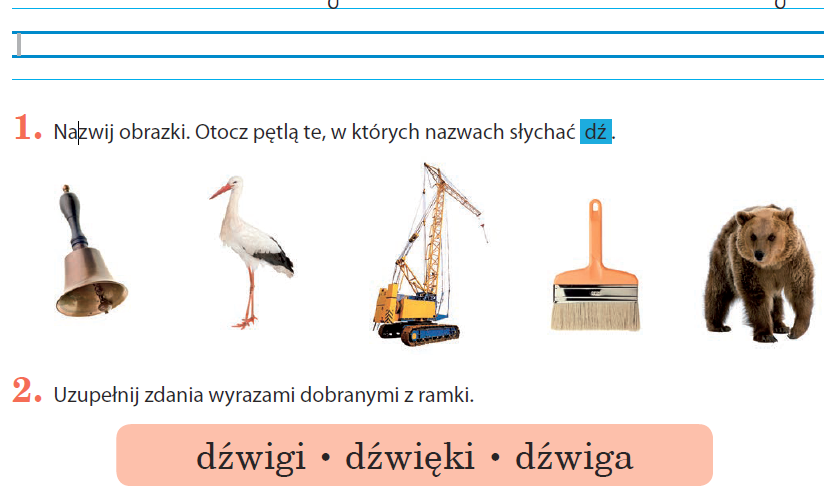 1. Nazwij obrazki. Otocz pętlą te, w których nazwach słychać dź.
2. Uzupełnij zdania wyrazami dobranymi z ramki.
dźwigi • dźwięki • dźwiga